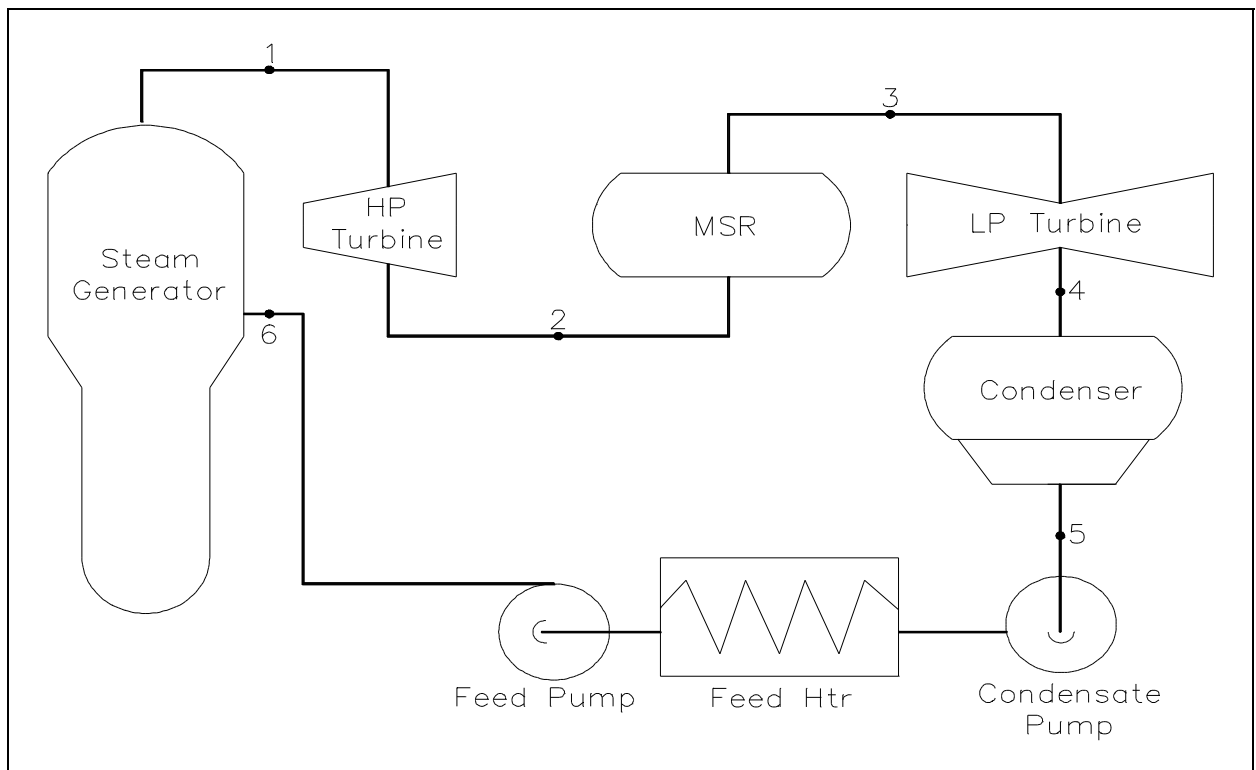 1
3
HP
Turbine
MSR
LP Turbine
Steam
Generator
4
2
6
Condenser
5
Feed Pump
Feed Htr
Condensate
Pump